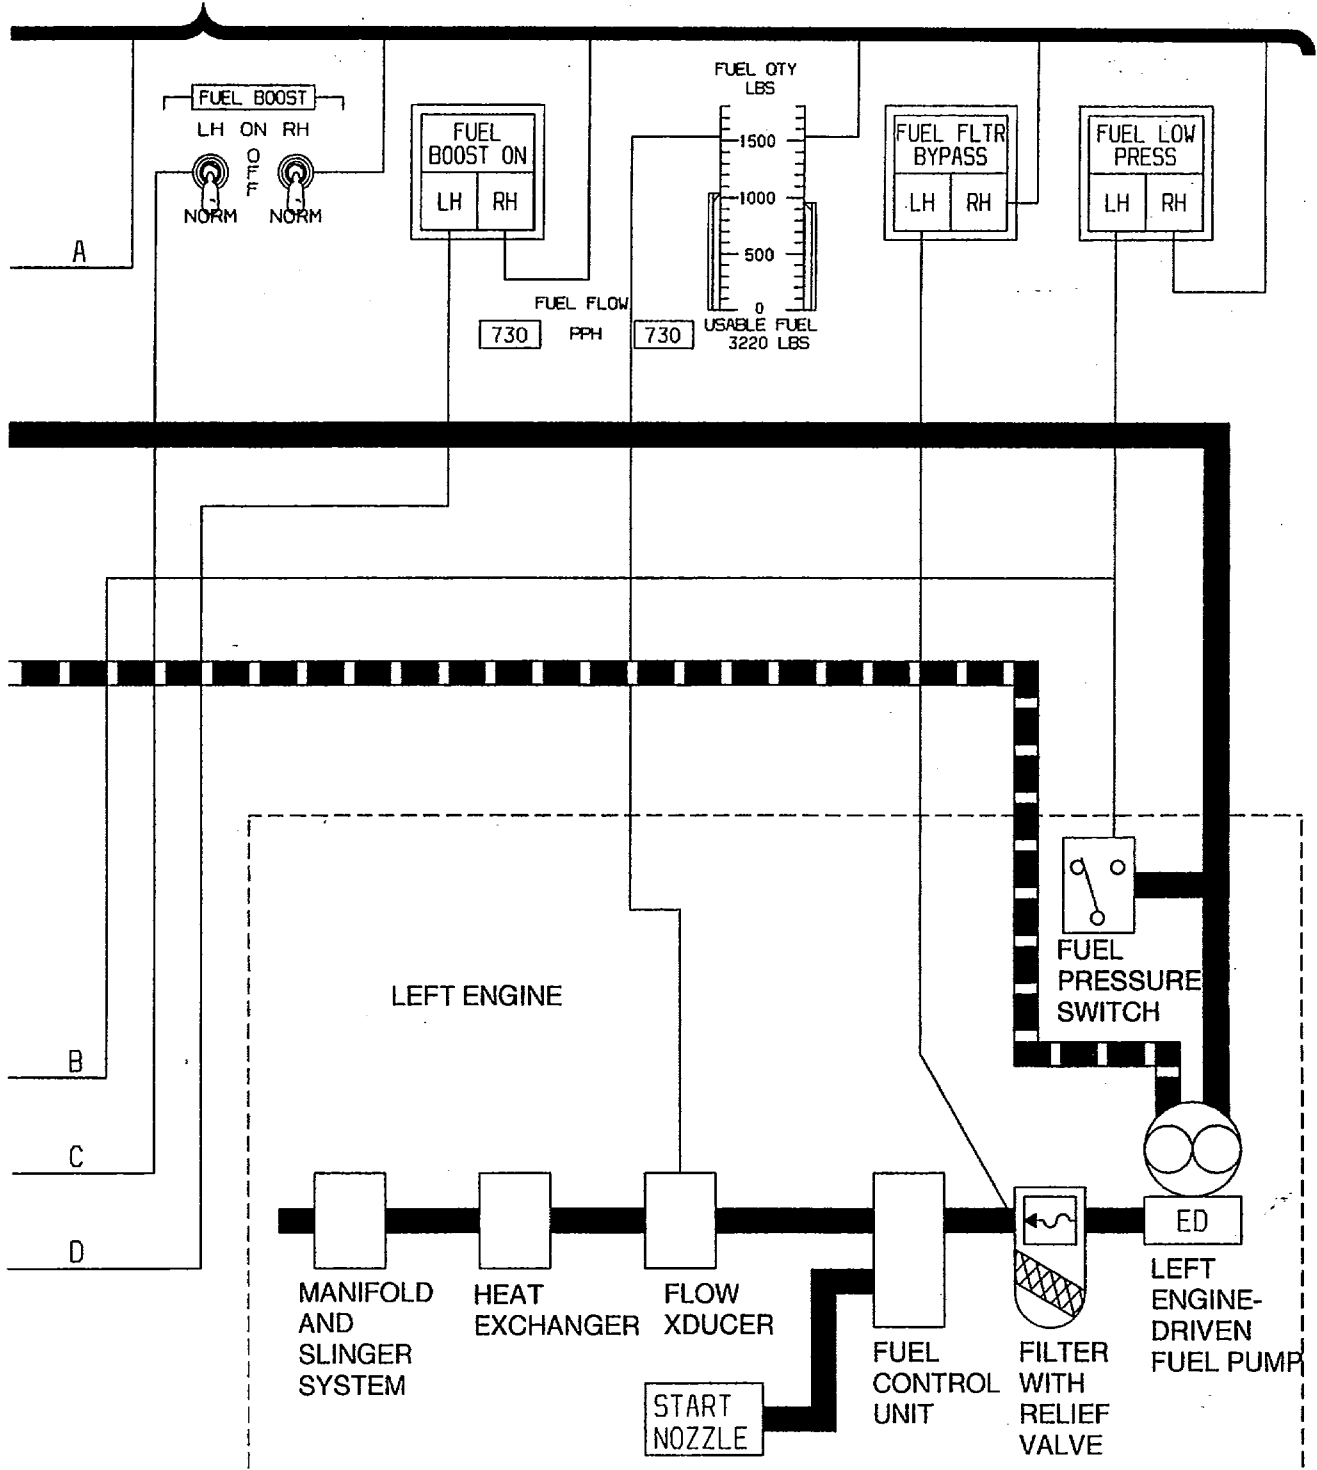 FUEL BOOST
LH ON RH
OFF
NORM NORM
A
FUEL
BOOST ON
LH RH
FUEL QTY
LBS
1500
1000
500
0
USABLE FUEL
3220 LBS
FUEL FLOW
730 PPH 730
FUEL FLTR
BYPASS
LH RH
FUEL LOW
PRESS
LH RH
FUEL
PRESSURE
SWITCH
LEFT ENGINE
B
C
D
MANIFOLD
AND
SLINGER
SYSTEM
HEAT
EXCHANGER
FLOW
XDUCER
START
NOZZLE
FUEL
CONTROL
UNIT
FILTER
WITH
RELIEF
VALVE
ED
LEFT
ENGINE-
DRIVEN
FUEL PUMP